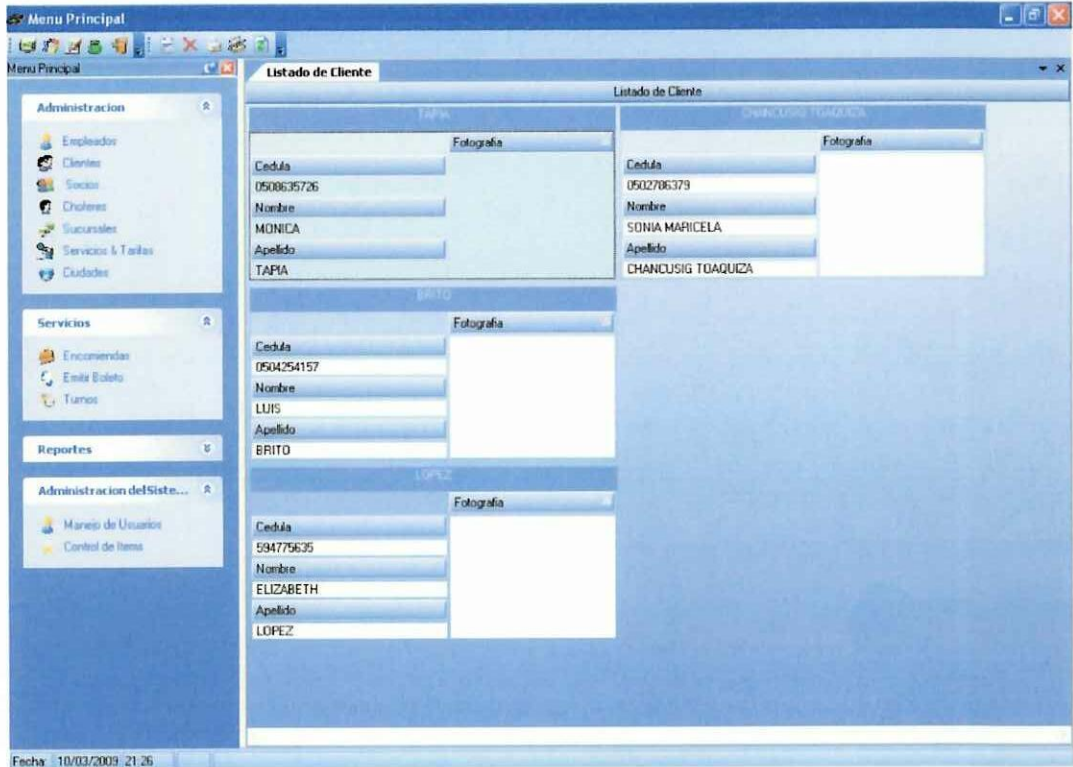 Menu Principal
Menu Principal
Administracion
Empleados
Clientes
Socios
Choferes
Sucursales
Servicios & Tarifas
Ciudades
Servicios
Encomiendas
Emitir Boleto
Turnos
Reportes
Administracion delSiste...
Manejo de Usuarios
Control de Items
Listado de Cliente
Listado de Cliente
TAPIA
Fotografia
Cedula
0508635726
Nombre
MONICA
Apellido
TAPIA
CHANCUSIG TOAQUIZA
Fotografia
Cedula
0502786379
Nombre
SONIA MARICELA
Apellido
CHANCUSIG TOAQUIZA
BRITO
Fotografia
Cedula
0504254157
Nombre
LUIS
Apellido
BRITO
LOPEZ
Fotografia
Cedula
594775635
Nombre
ELIZABETH
Apellido
LOPEZ
Fecha: 10/03/2009 21:26